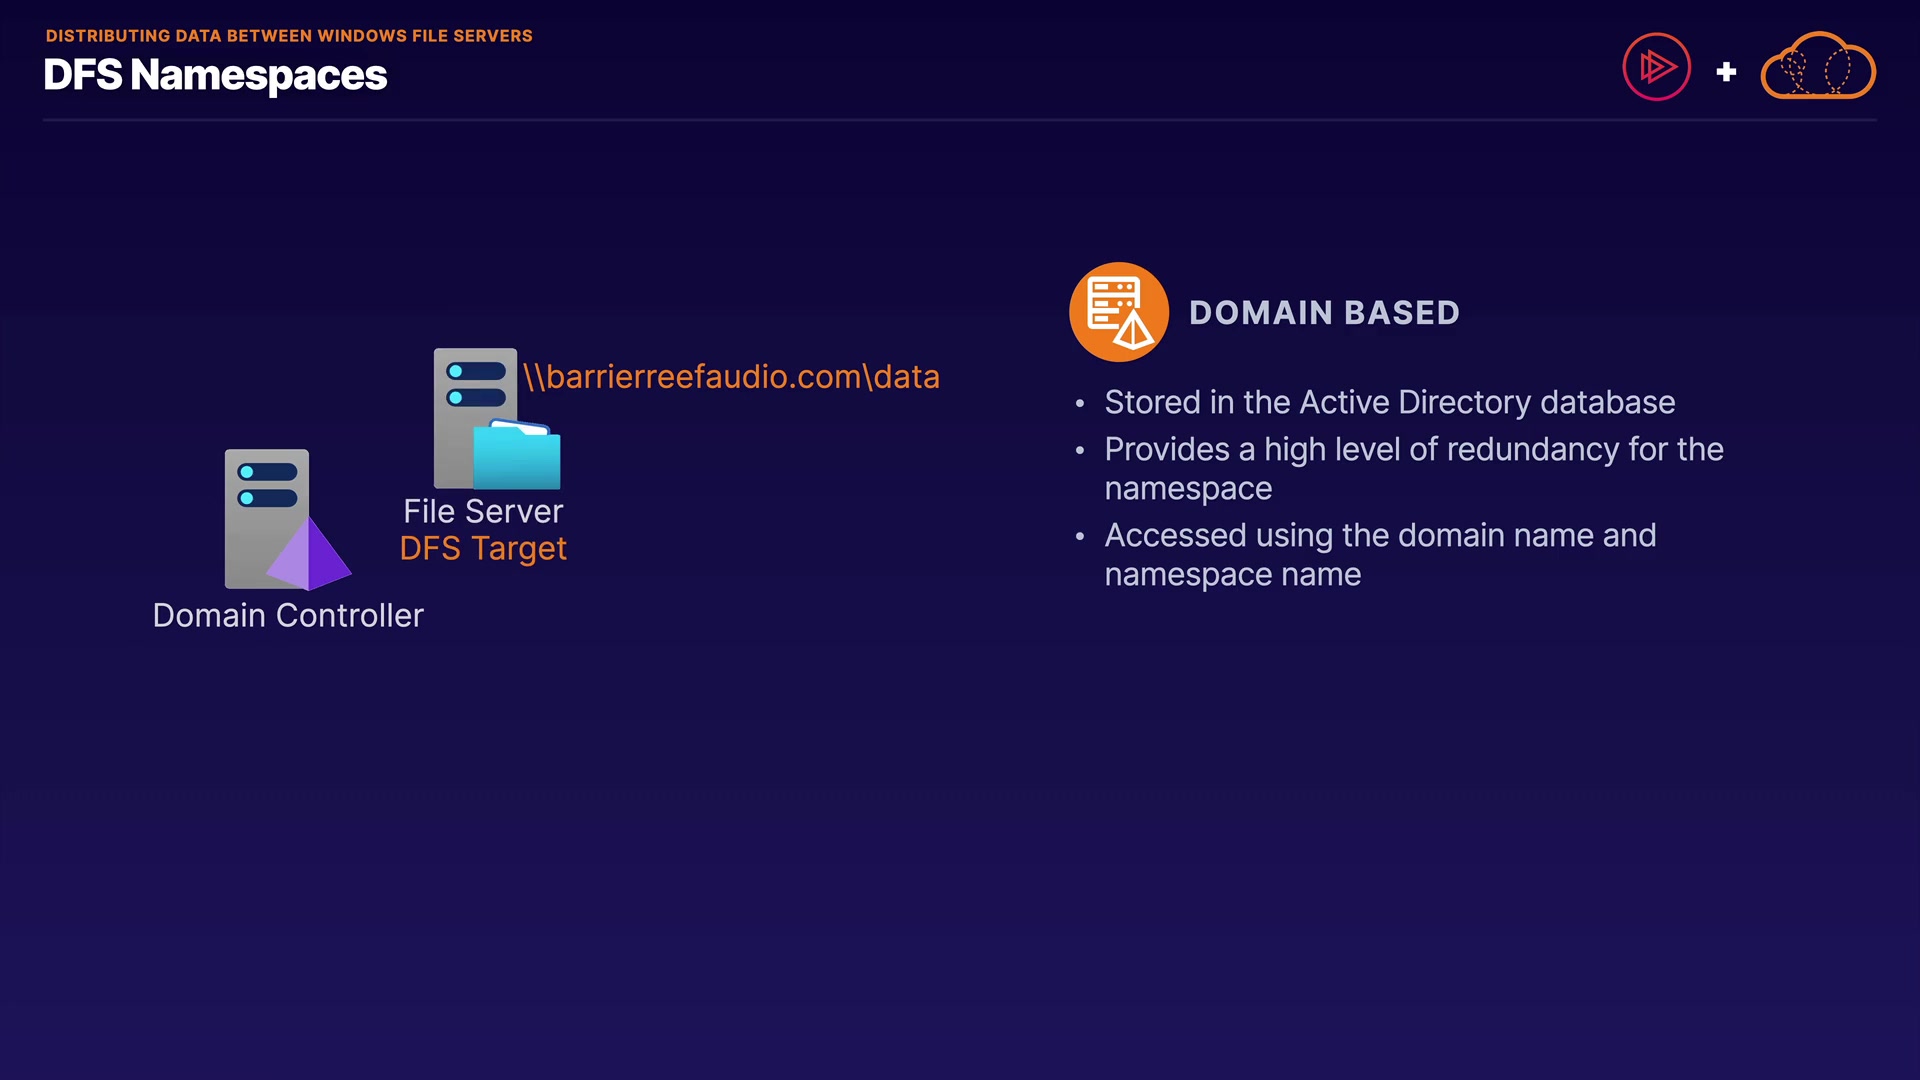 DISTRIBUTING DATA BETWEEN WINDOWS FILE SERVERS
DFS Namespaces
\\barrierreefaudio.com\data
File Server
DFS Target
Domain Controller
DOMAIN BASED
• Stored in the Active Directory database
• Provides a high level of redundancy for the
namespace
• Accessed using the domain name and
namespace name